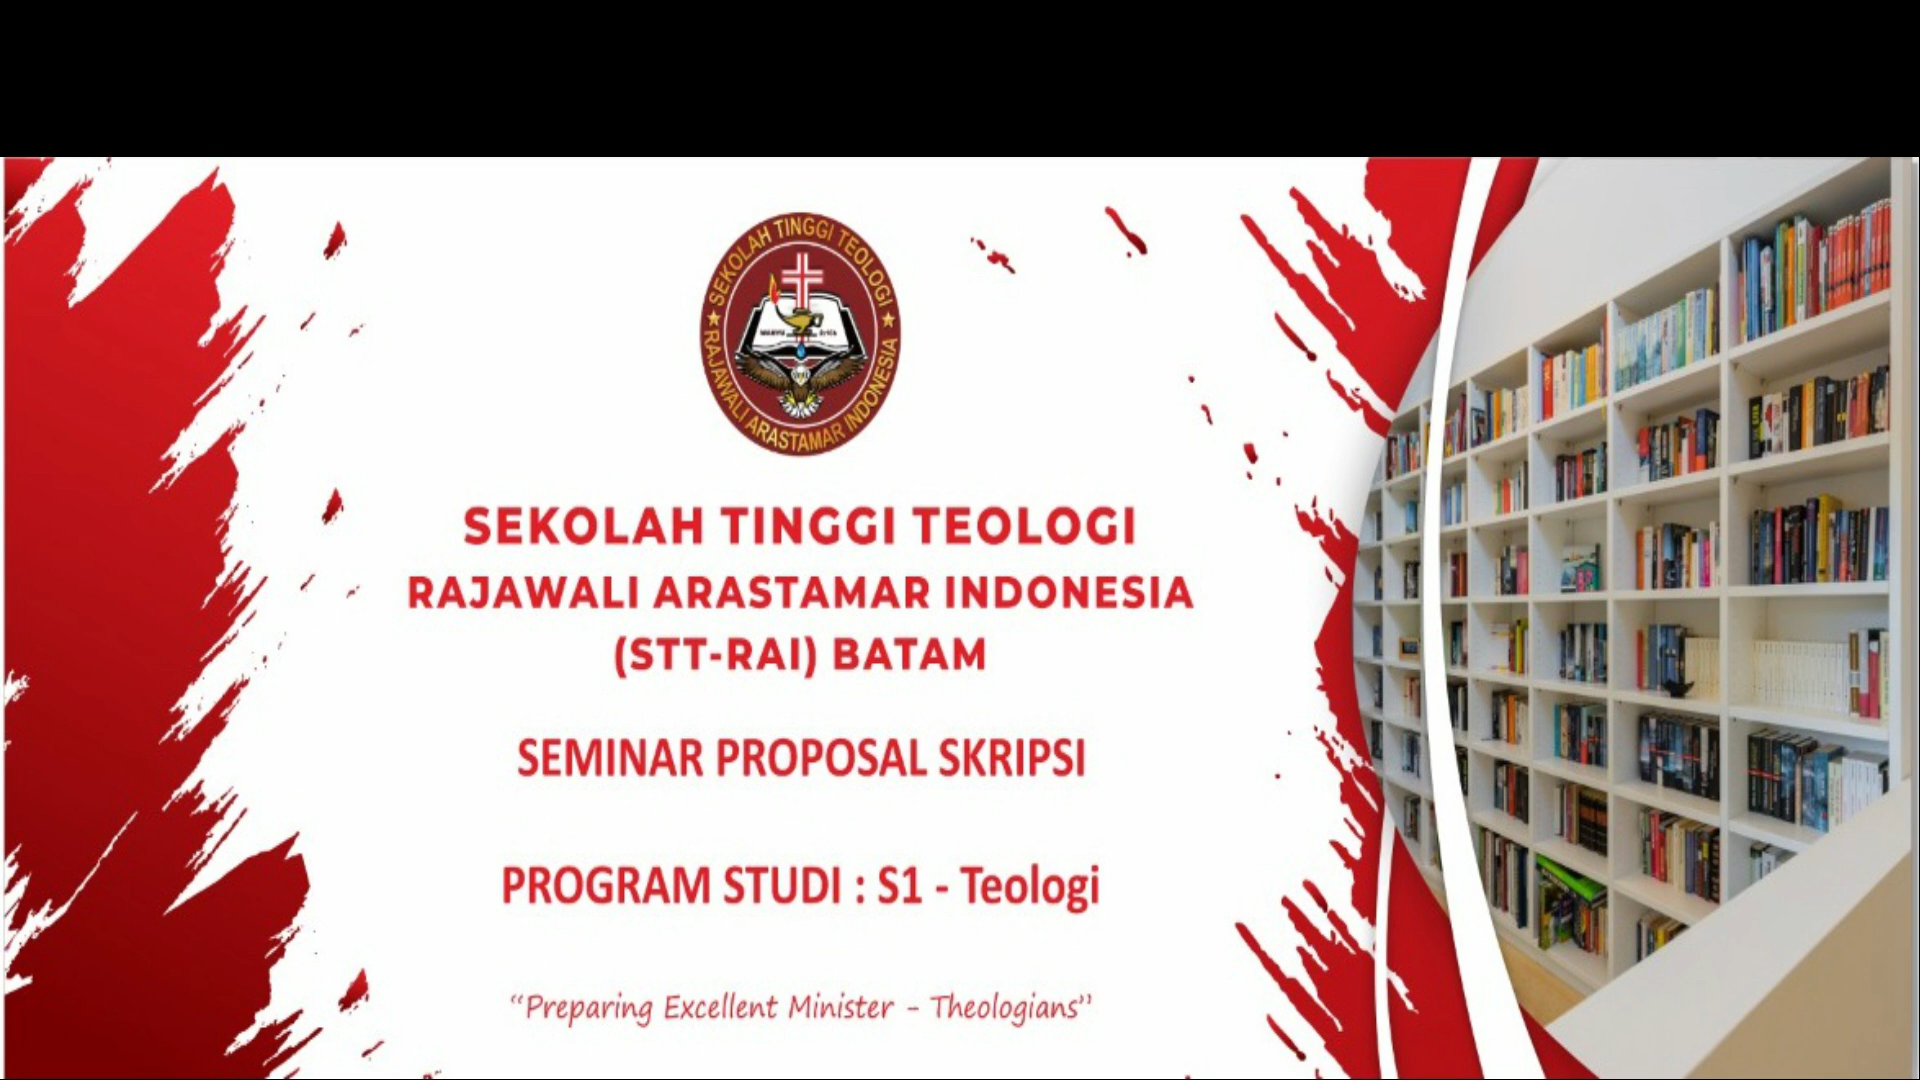 SEKOLAH TINGGI TEOLOGI
RAJAWALI ARASTAMAR INDONESIA
SEKOLAH TINGGI TEOLOGI
RAJAWALI ARASTAMAR INDONESIA
(STT-RAI) BATAM
SEMINAR PROPOSAL SKRIPSI
PROGRAM STUDI : S1 - Teologi
“Preparing Excellent Minister - Theologians”